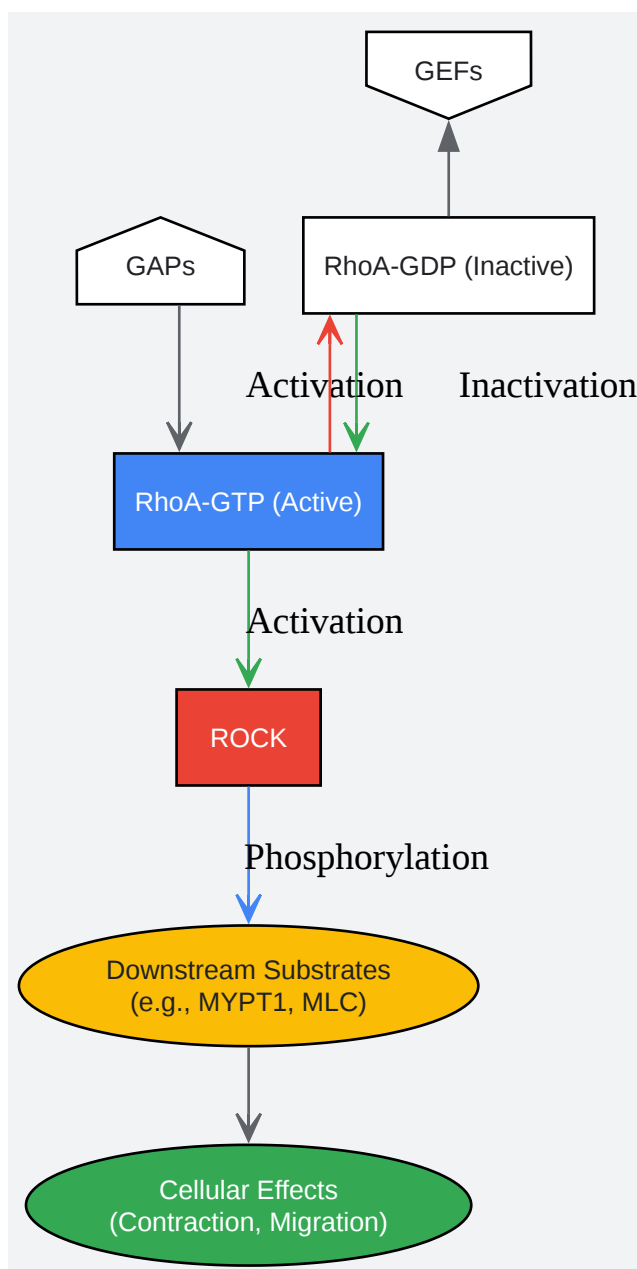 GEFs
GAPs
RhoA-GDP (Inactive)
Activation
Inactivation
RhoA-GTP (Active)
Activation
ROCK
Phosphorylation
Downstream Substrates
(e.g., MYPT1, MLC)
Cellular Effects
(Contraction, Migration)